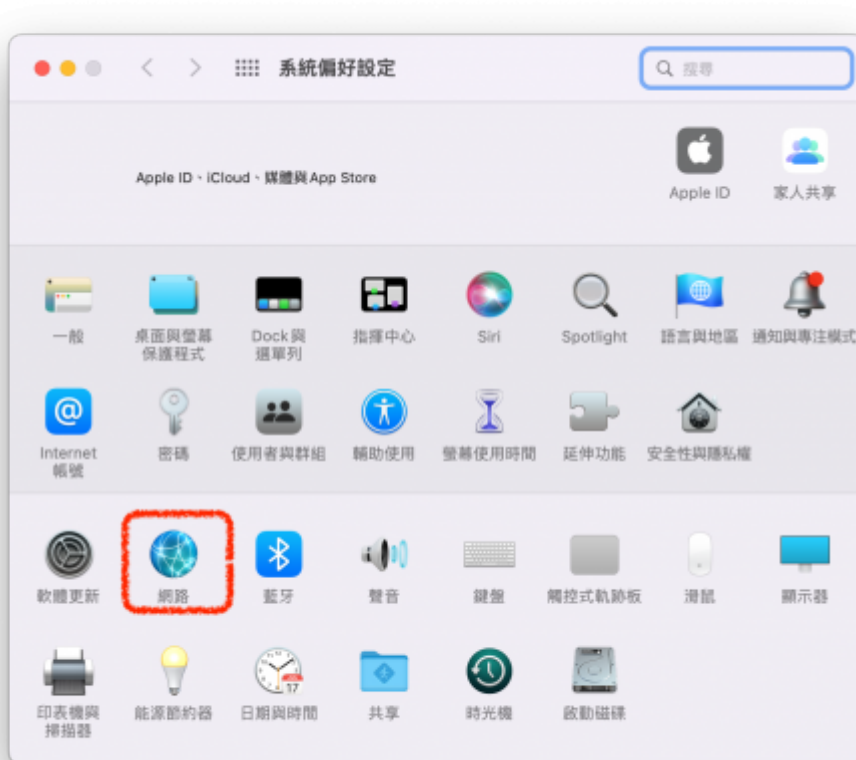 系統偏好設定
搜尋
Apple ID、iCloud、媒體與App Store
Apple ID
家人共享
一般
桌面與螢幕
保護程式
Dock與
選單列
指揮中心
Siri
Spotlight
語言與地區
通知與專注模式
Internet
帳號
密碼
使用者與群組
輔助使用
螢幕使用時間
延伸功能
安全性與隱私權
軟體更新
網路
藍牙
聲音
鍵盤
觸控式軌跡板
滑鼠
顯示器
印表機與
掃描器
能源節約器
17
日期與時間
共享
時光機
啟動磁碟